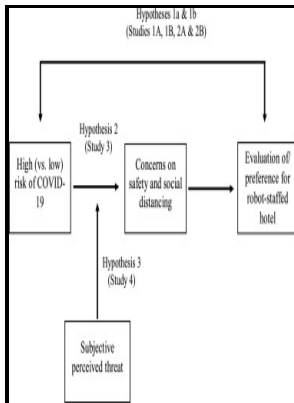 Hypotheses 1a & 1b
(Studies 1A, 1B, 2A & 2B)
Hypothesis 2
(Study 3)
High (vs. low)
risk of COVID-
19
Concerns on
safety and social
distancing
Evaluation of/
preference for
robot-staffed
hotel
Hypothesis 3
(Study 4)
Subjective
perceived threat